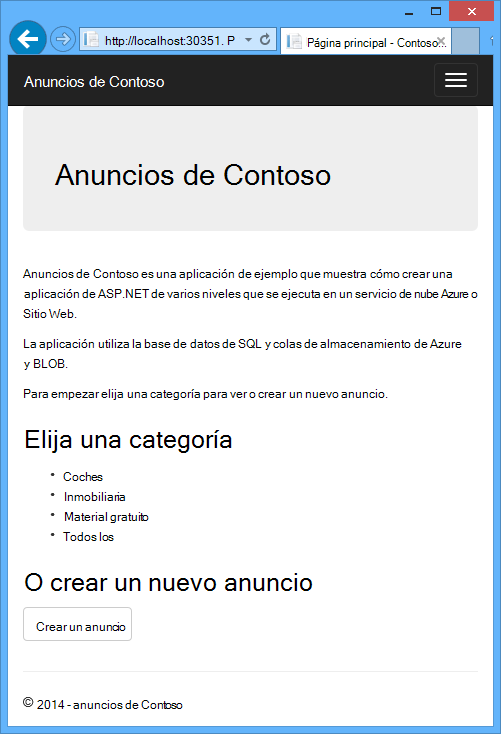 http://localhost:30351. P
Página principal - Contoso...
Anuncios de Contoso
Anuncios de Contoso
Anuncios de Contoso es una aplicación de ejemplo que muestra cómo crear una
aplicación de ASP.NET de varios niveles que se ejecuta en un servicio de nube Azure o
Sitio Web.
La aplicación utiliza la base de datos de SQL y colas de almacenamiento de Azure
y BLOB.
Para empezar elija una categoría para ver o crear un nuevo anuncio.
Elija una categoría
• Coches
• Inmobiliaria
• Material gratuito
• Todos los
O crear un nuevo anuncio
Crear un anuncio
© 2014 - anuncios de Contoso